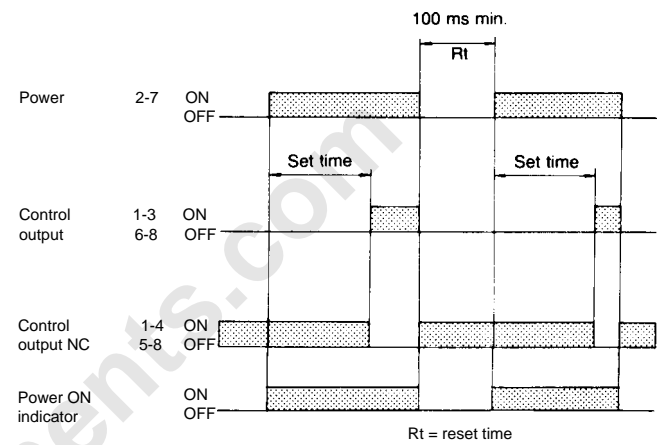 100 ms min.
Rt
Power 2-7 ON
OFF
Set time Set time
Control 1-3 ON
output 6-8 OFF
Control 1-4 ON
output NC 5-8 OFF
Power ON ON
indicator OFF
Rt = reset time
ents.com